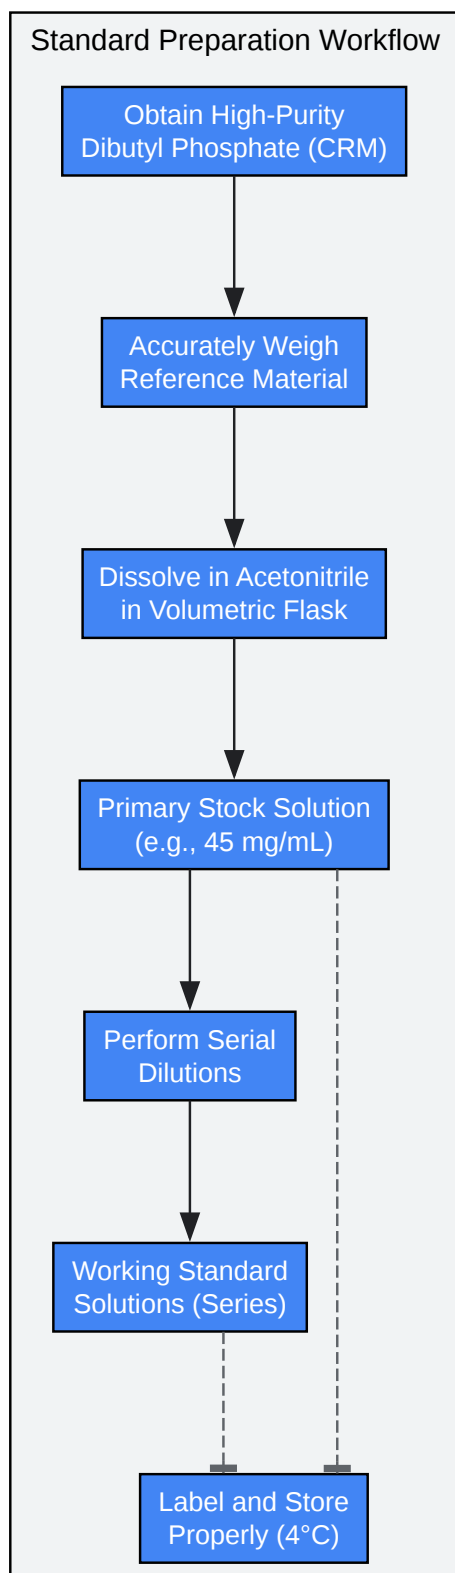 Standard Preparation Workflow
Obtain High-Purity
Dibutyl Phosphate (CRM)
Accurately Weigh
Reference Material
Dissolve in Acetonitrile
in Volumetric Flask
Primary Stock Solution
(e.g., 45 mg/mL)
Perform Serial
Dilutions
Working Standard
Solutions (Series)
Label and Store
Properly (4°C)